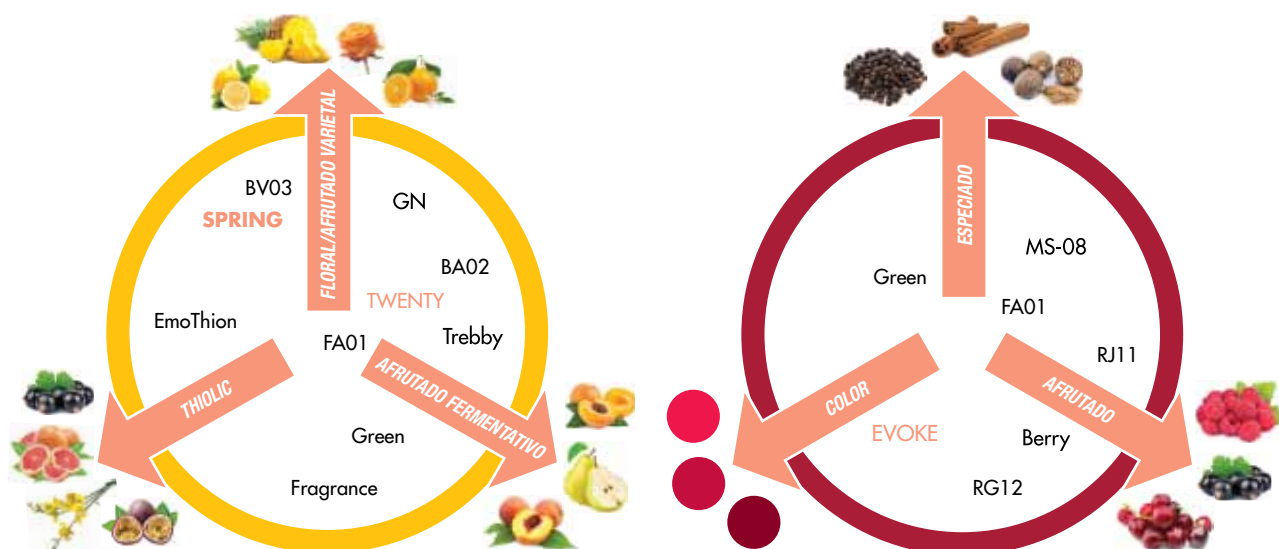 FLORAL/AFRUTADO VARIETAL
BV03
SPRING
GN
BA02
TWENTY
EmoThion
FA01
Trebby
THIOLIC
AFRUTADO FERMENTATIVO
Green
Fragrance
ESPECIADO
MS-08
Green
FA01
RJ11
COLOR
AFRUTADO
EVOKE
Berry
RG12